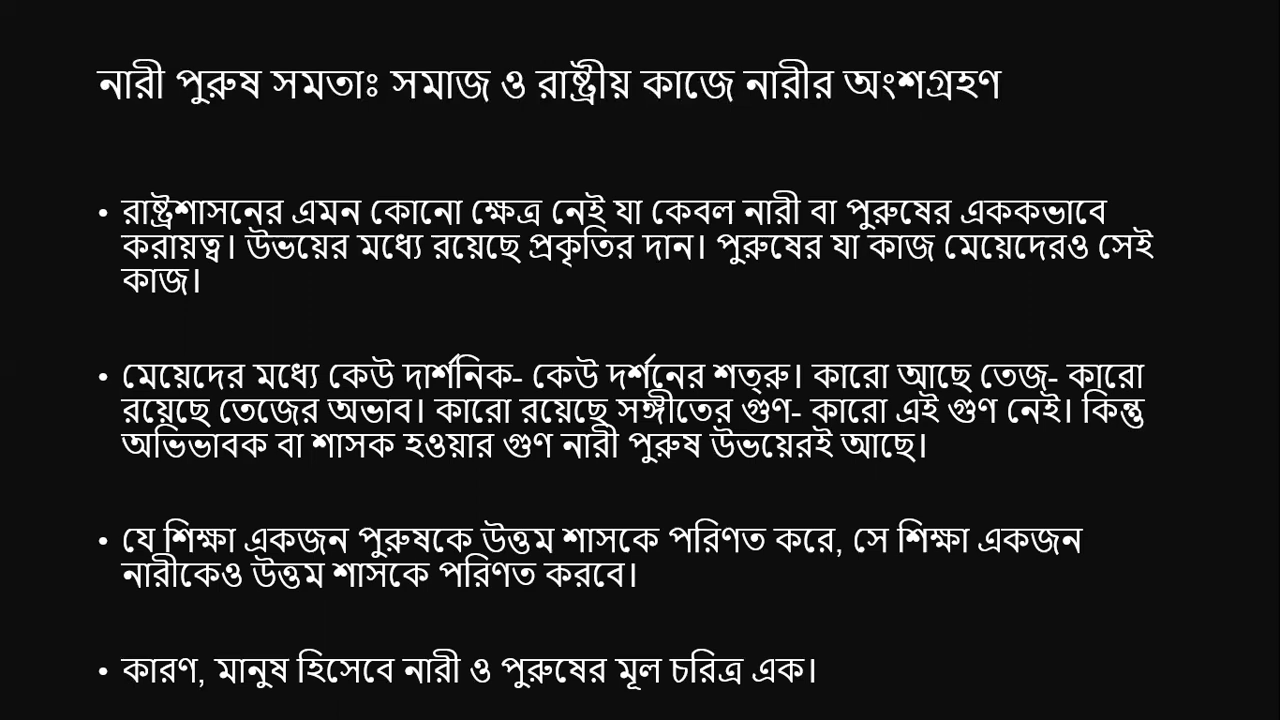 নারী পুরুষ সমতাঃ সমাজ ও রাষ্ট্রীয় কাজে নারীর অংশগ্রহণ
• রাষ্ট্রশাসনের এমন কোনো ক্ষেত্র নেই যা কেবল নারী বা পুরুষের এককভাবে
করায়ত্ব। উভয়ের মধ্যে রয়েছে প্রকৃতির দান। পুরুষের যা কাজ মেয়েদেরও সেই
কাজ।
• মেয়েদের মধ্যে কেউ দার্শনিক- কেউ দর্শনের শত্রু। কারো আছে তেজ- কারো
রয়েছে তেজের অভাব। কারো রয়েছে সঙ্গীতের গুণ- কারো এই গুণ নেই। কিন্তু
অভিভাবক বা শাসক হওয়ার গুণ নারী পুরুষ উভয়েরই আছে।
• যে শিক্ষা একজন পুরুষকে উত্তম শাসকে পরিণত করে, সে শিক্ষা একজন
নারীকেও উত্তম শাসকে পরিণত করবে।
• কারণ, মানুষ হিসেবে নারী ও পুরুষের মূল চরিত্র এক।